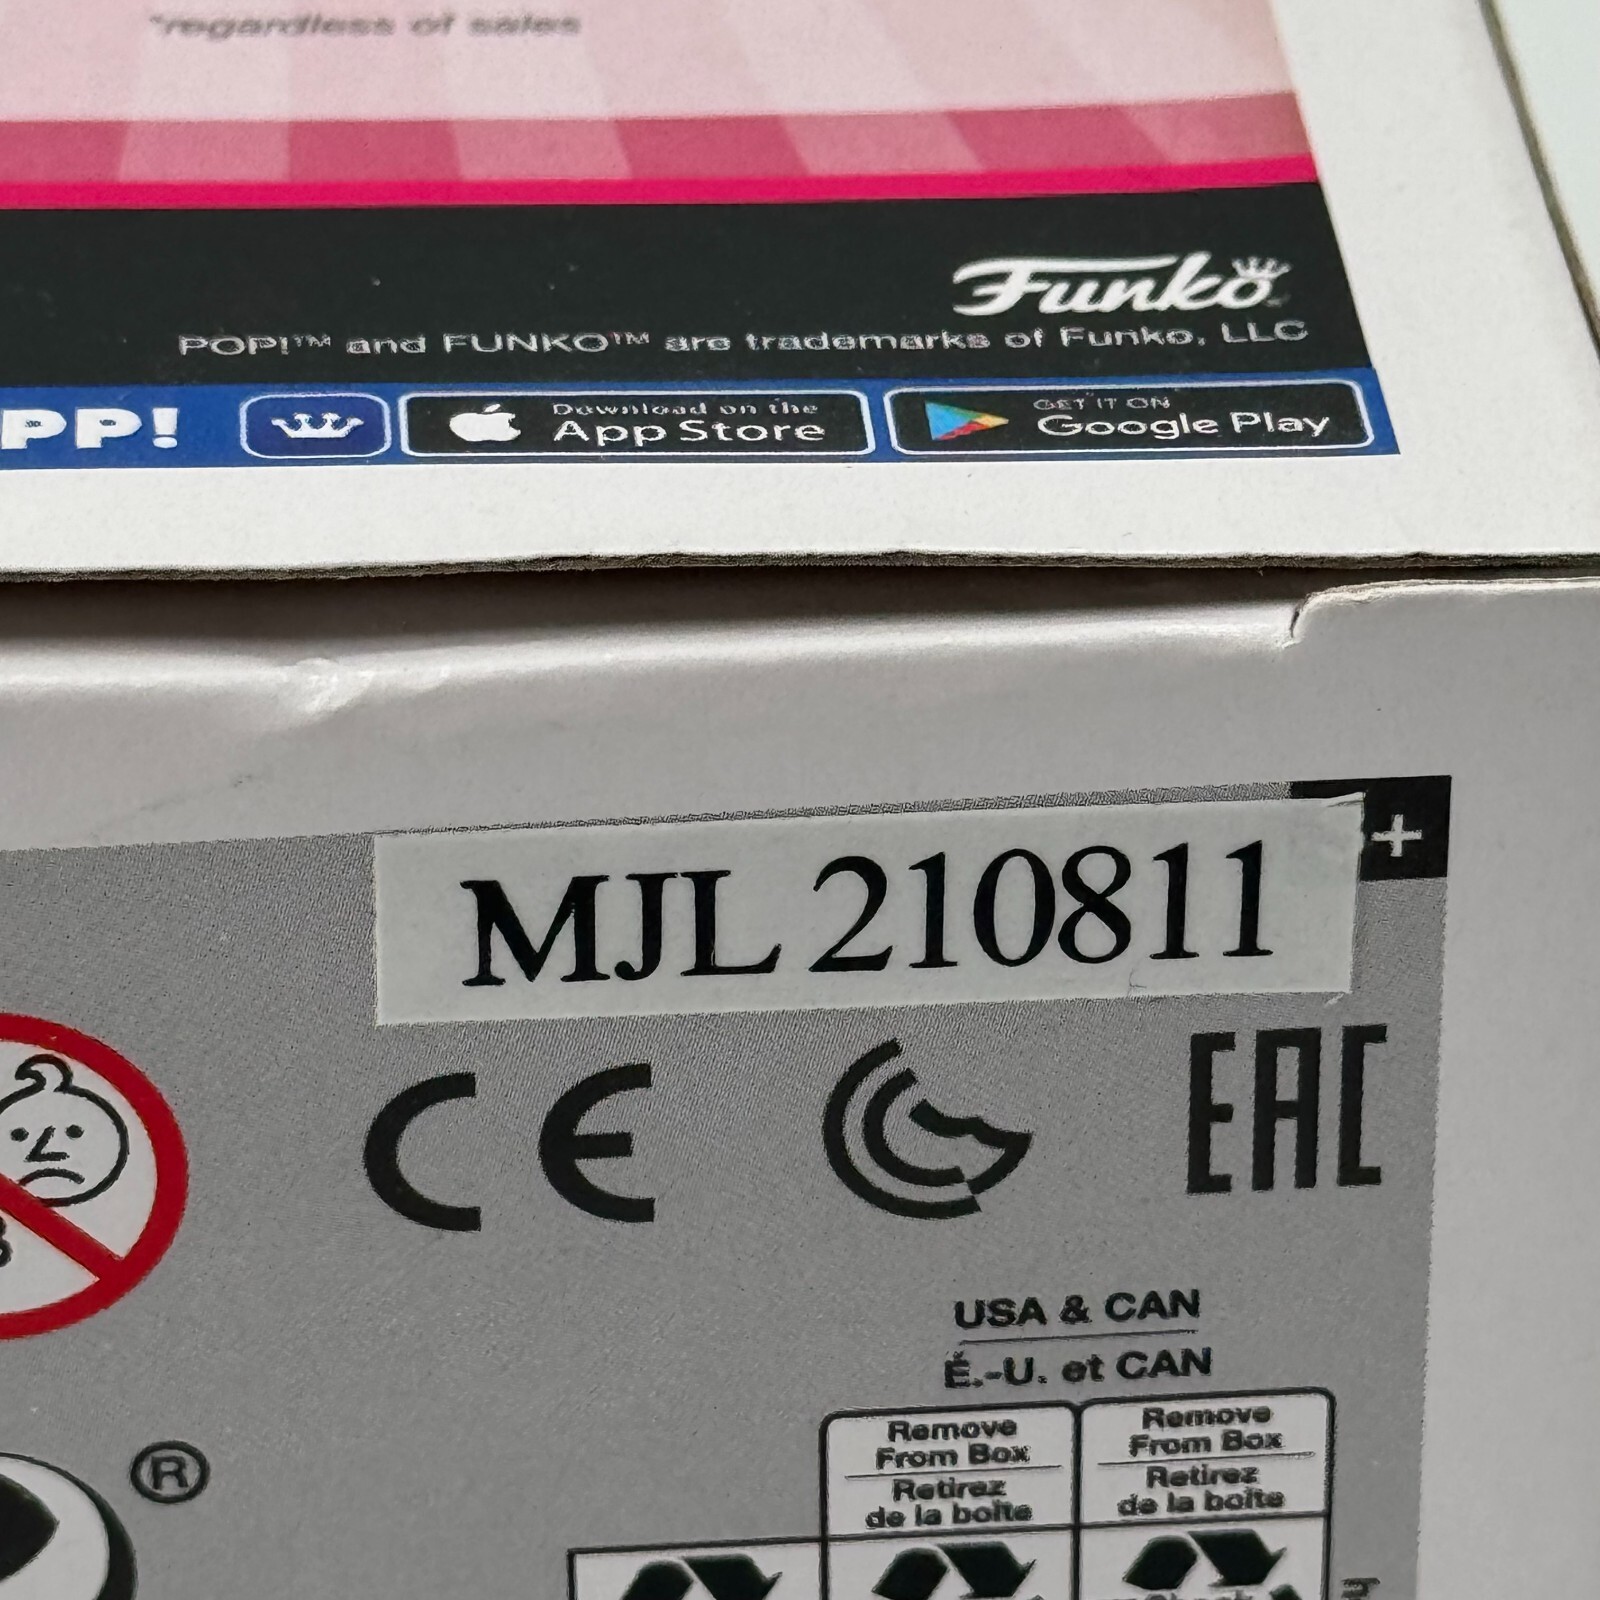 *regardless of sales
Funko
POP!™ and FUNKO™ are trademarks of Funko, LLC
PP!
Download on the
App Store
GET IT ON
Google Play
+
MJL 210811
CE
EAC
USA & CAN
É.-U. et CAN
Remove
From Box
Retirez
de la boîte
Remove
From Box
Retirez
de la boîte
®